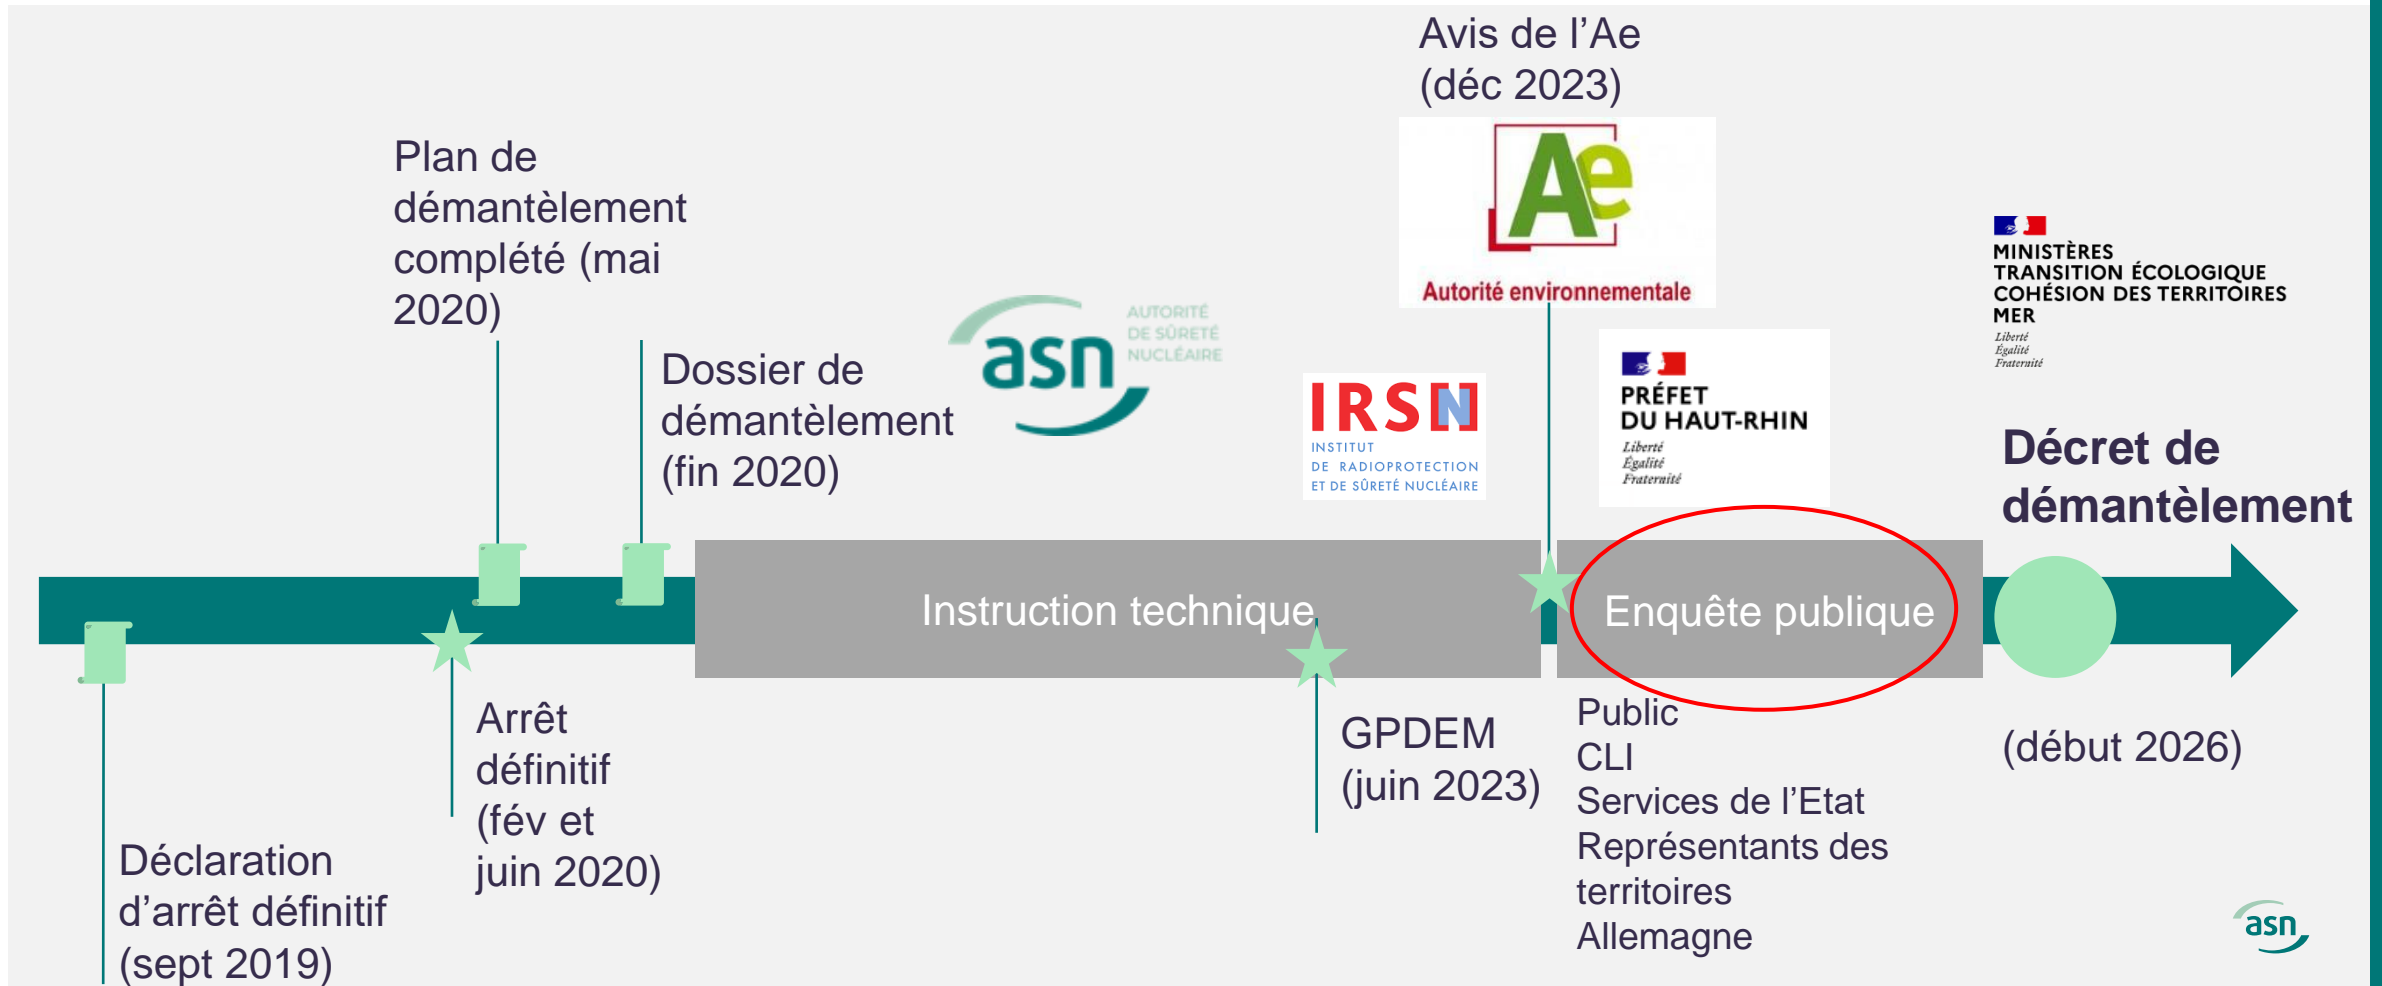 Avis de l’Ae
(déc 2023)
Ae
Autorité environnementale
Plan de
démantèlement
complété (mai
2020)
Dossier de
démantèlement
(fin 2020)
asn
AUTORITÉ
DE SÛRETÉ
NUCLÉAIRE
IRSN
INSTITUT
DE RADIOPROTECTION
ET DE SÛRETÉ NUCLÉAIRE
PRÉFET
DU HAUT-RHIN
Liberté
Égalité
Fraternité
MINISTÈRES
TRANSITION ÉCOLOGIQUE
COHÉSION DES TERRITOIRES
MER
Liberté
Égalité
Fraternité
Décret de
démantèlement
(début 2026)
Instruction technique
Enquête publique
Déclaration
d’arrêt définitif
(sept 2019)
Arrêt
définitif
(fév et
juin 2020)
GPDEM
(juin 2023)
Public
CLI
Services de l’Etat
Représentants des
territoires
Allemagne
asn